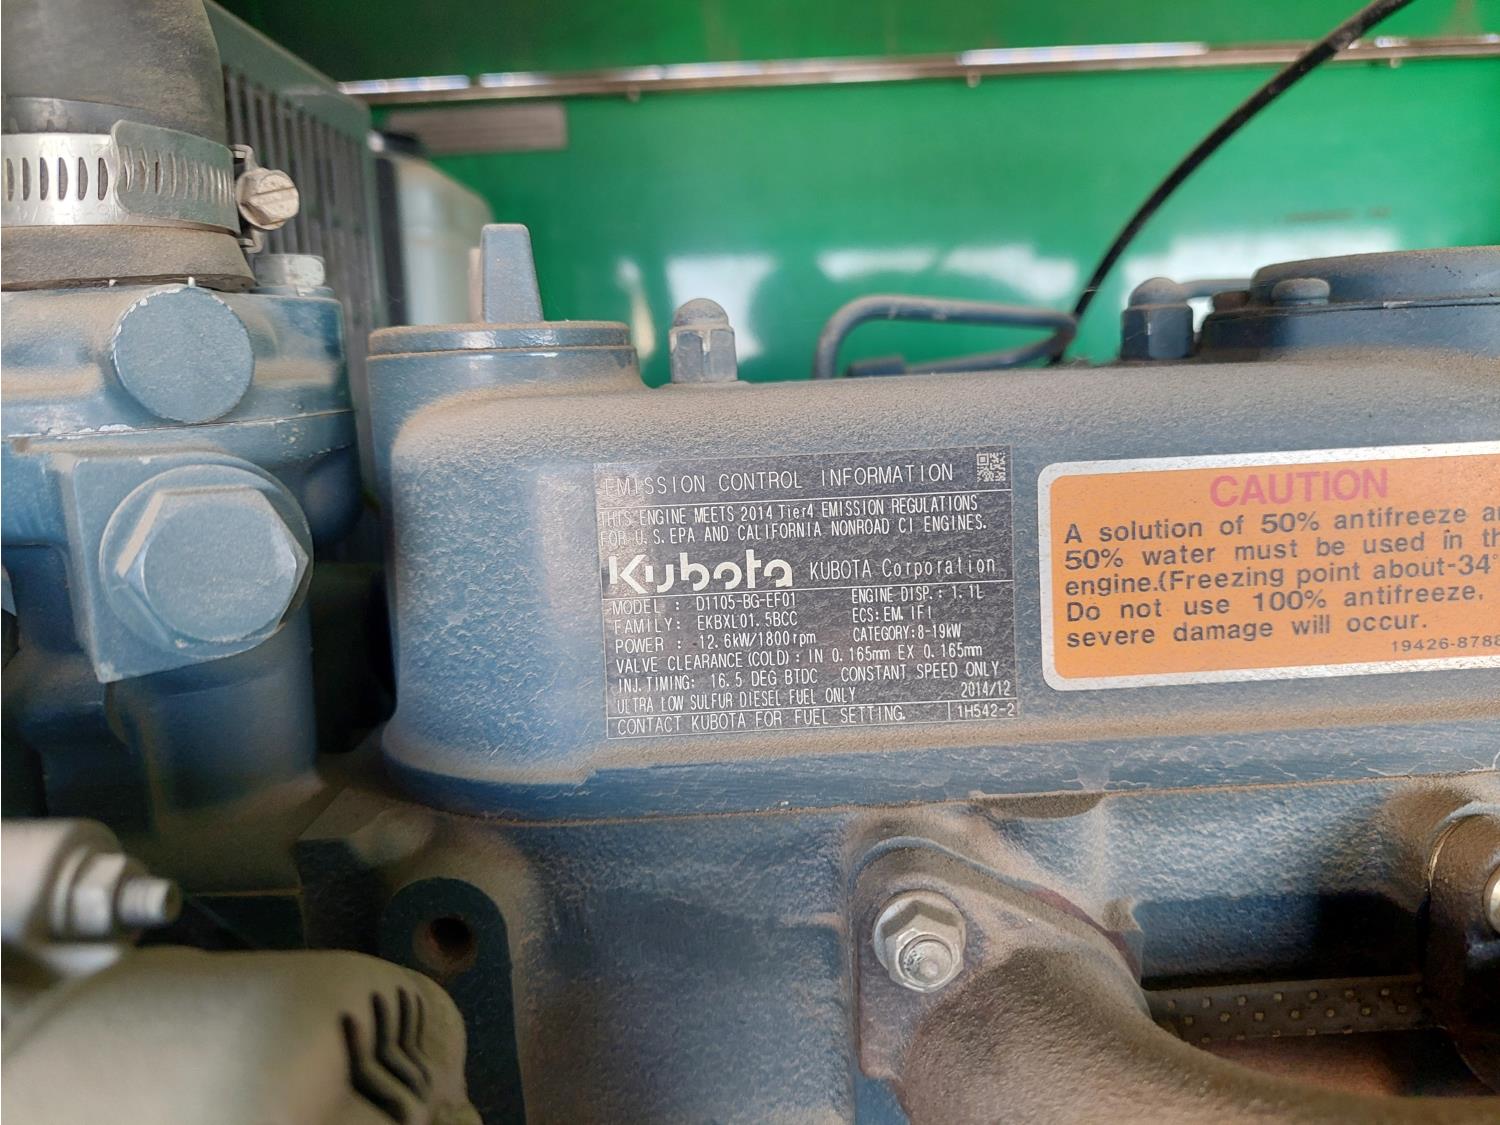 EMISSION CONTROL INFORMATION
THIS ENGINE MEETS 2014 Tier4 EMISSION REGULATIONS
FOR U.S. EPA AND CALIFORNIA NONROAD CI ENGINES.
Kubota KUBOTA Corporation
MODEL : D1105-BG-EF01 ENGINE DISP.: 1.1L
FAMILY: EKBXL01.5BCC ECS: EM, IFI
POWER : 12.6kW/1800rpm CATEGORY: 8-19kW
VALVE CLEARANCE(COLD): IN 0.165mm EX 0.165mm
INJ. TIMING: 16.5 DEG BTDC CONSTANT SPEED ONLY
ULTRA LOW SULFUR DIESEL FUEL ONLY 2014/12
CONTACT KUBOTA FOR FUEL SETTING. 1H542-2
CAUTION
A solution of 50% antifreeze a
50% water must be used in th
engine.(Freezing point about-34°
Do not use 100% antifreeze,
severe damage will occur.
19426-8788